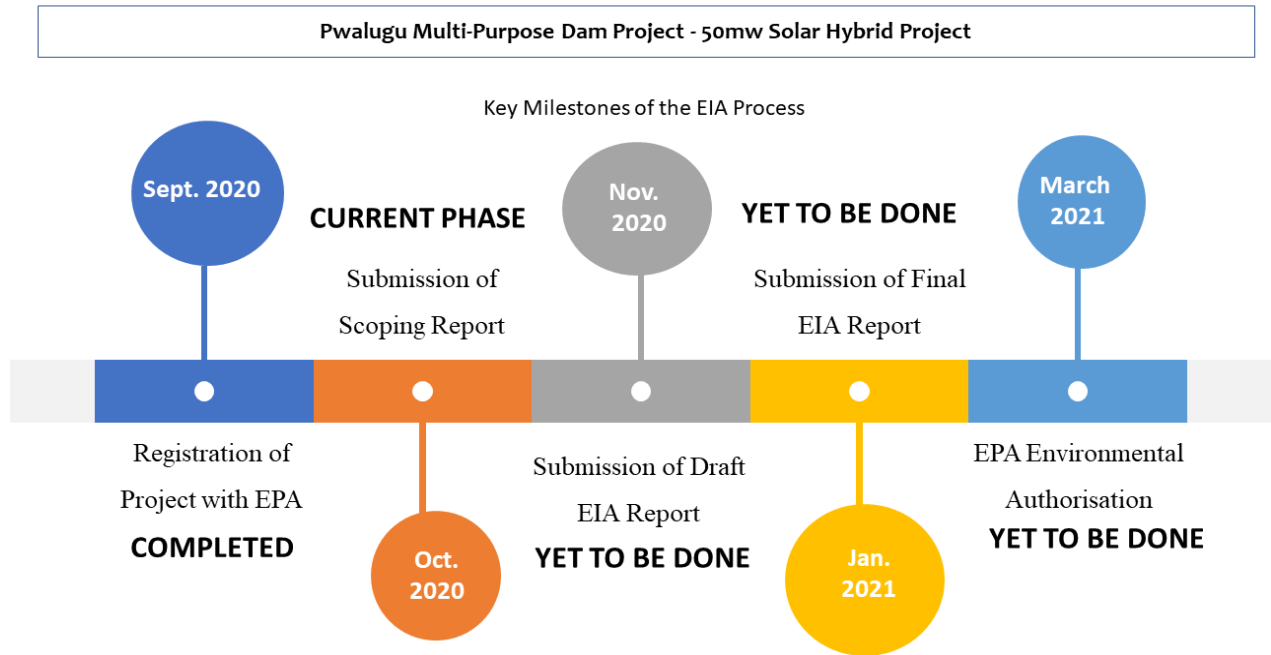 Pwalugu Multi-Purpose Dam Project - 50mw Solar Hybrid Project
Key Milestones of the EIA Process
Sept. 2020
Registration of
Project with EPA
COMPLETED
CURRENT PHASE
Submission of
Scoping Report
Oct.
2020
Nov.
2020
Submission of Draft
EIA Report
YET TO BE DONE
YET TO BE DONE
Submission of Final
EIA Report
Jan.
2021
March
2021
EPA Environmental
Authorisation
YET TO BE DONE